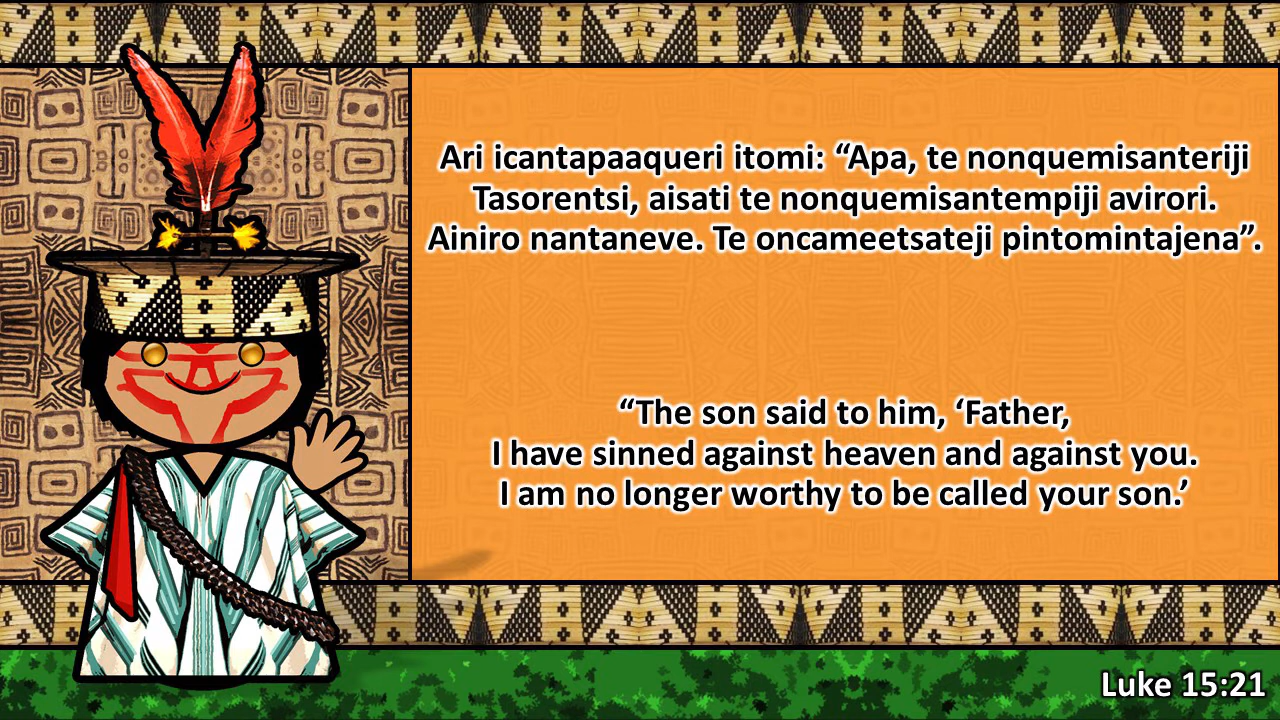 Ari icantapaaqueri itomi: “Apa, te nonquemisanteriji
Tasorentsi, aisati te nonquemisantempiji avirori.
Ainiro nantaneve. Te oncameetsateji pintomintajena”.
“The son said to him, ‘Father,
I have sinned against heaven and against you.
I am no longer worthy to be called your son.’
Luke 15:21